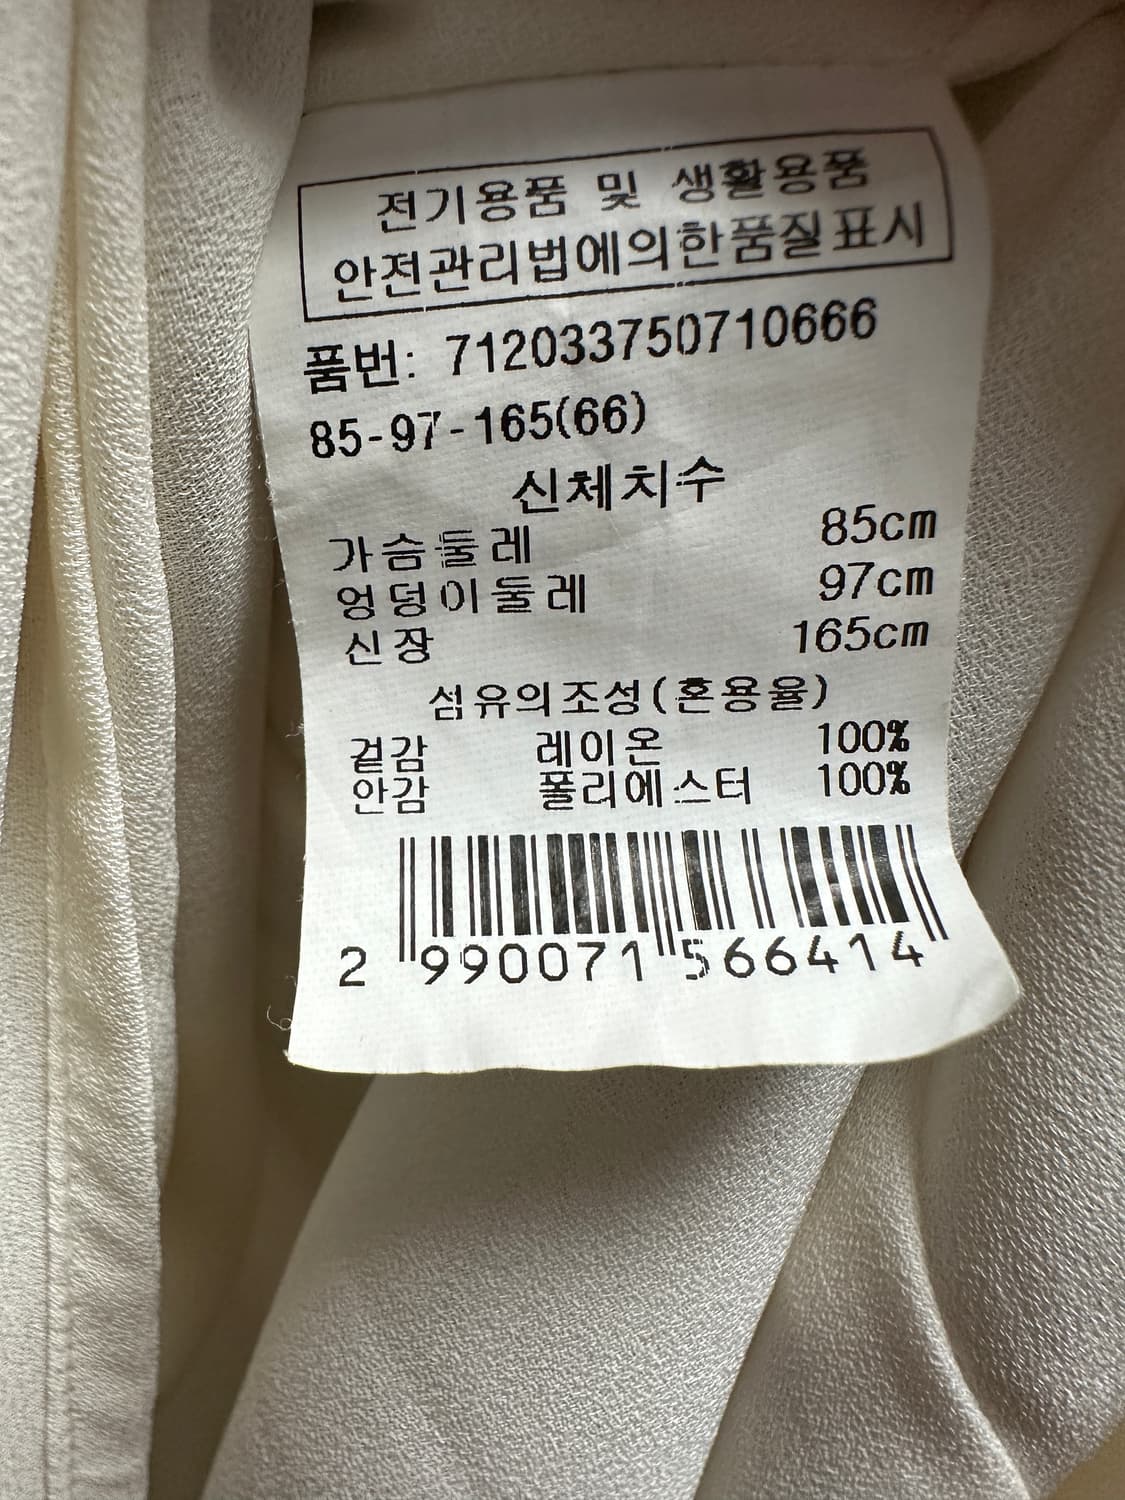 전기용품 및 생활용품
안전관리법에의한품질표시
품번: 712033750710666
85-97-165(66)
신체치수
가슴둘레 85cm
엉덩이둘레 97cm
신장 165cm
섬유의조성(혼용율)
겉감 레이온 100%
안감 폴리에스터 100%
2 990071 566414